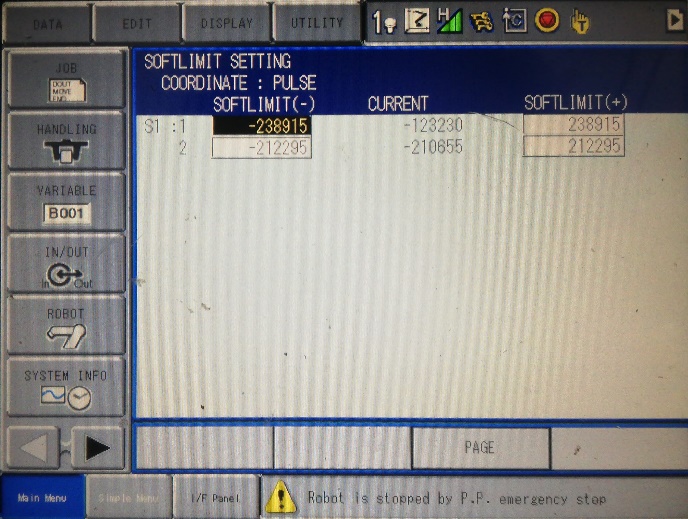 DATA EDIT DISPLAY UTILITY
1
JOB
DOUT
MOVE
END
HANDLING
VARIABLE
B001
IN/OUT
In Out
ROBOT
SYSTEM INFO
SOFTLIMIT SETTING
COORDINATE : PULSE
SOFTLIMIT(-) CURRENT SOFTLIMIT(+)
S1 :1 -238915 -123230 238915
2 -212295 -210655 212295
PAGE
Main Menu Simple Menu I/F Panel Robot is stopped by P.P. emergency stop